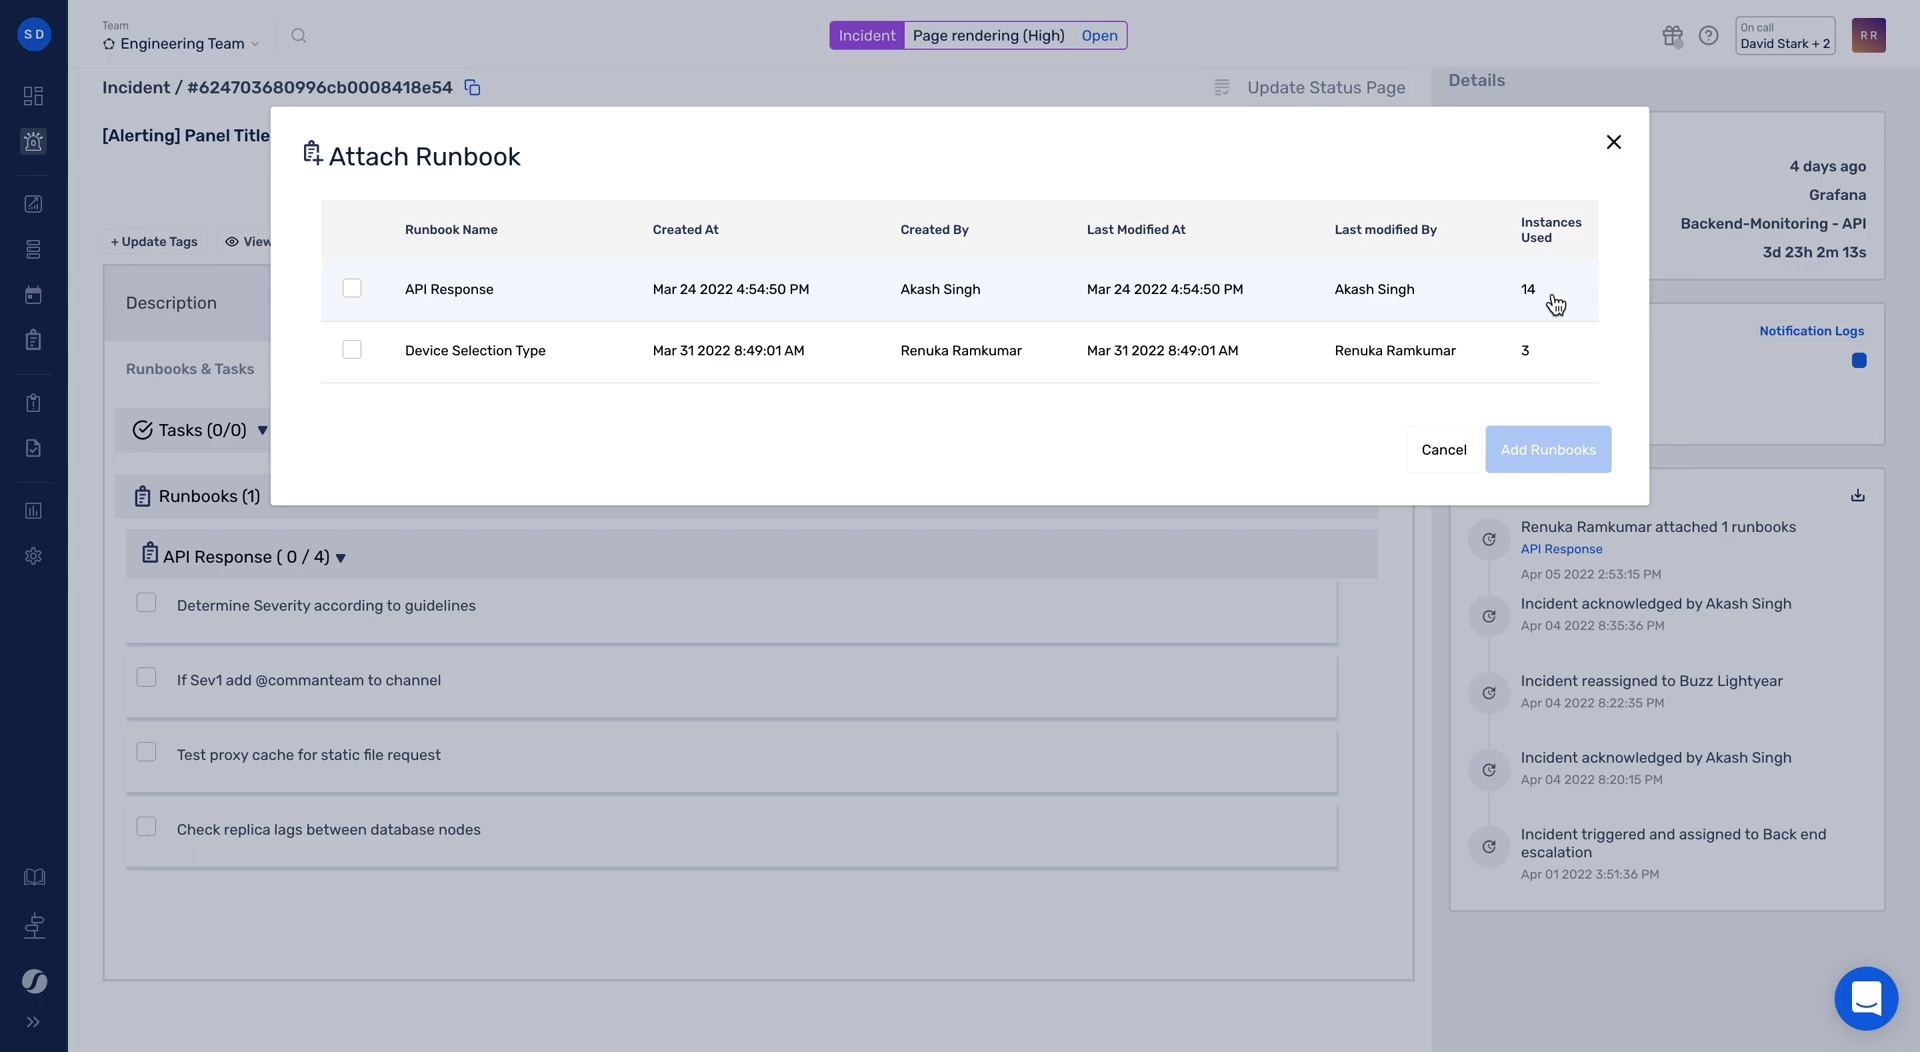 S D
Team
Engineering Team
Incident Page rendering (High) Open
On call
David Stark + 2
R R
Incident / #624703680996cb0008418e54
Update Status Page
Details
[Alerting] Panel Title
Attach Runbook
Runbook Name Created At Created By Last Modified At Last modified By Instances Used
API Response Mar 24 2022 4:54:50 PM Akash Singh Mar 24 2022 4:54:50 PM Akash Singh 14
Device Selection Type Mar 31 2022 8:49:01 AM Renuka Ramkumar Mar 31 2022 8:49:01 AM Renuka Ramkumar 3
Cancel Add Runbooks
4 days ago
Grafana
Backend-Monitoring - API
3d 23h 2m 13s
+ Update Tags View
Description
Notification Logs
Runbooks & Tasks
Tasks (0/0)
Runbooks (1)
API Response ( 0 / 4)
Determine Severity according to guidelines
If Sev1 add @commanteam to channel
Test proxy cache for static file request
Check replica lags between database nodes
Renuka Ramkumar attached 1 runbooks
API Response
Apr 05 2022 2:53:15 PM
Incident acknowledged by Akash Singh
Apr 04 2022 8:35:36 PM
Incident reassigned to Buzz Lightyear
Apr 04 2022 8:22:35 PM
Incident acknowledged by Akash Singh
Apr 04 2022 8:20:15 PM
Incident triggered and assigned to Back end
escalation
Apr 01 2022 3:51:36 PM